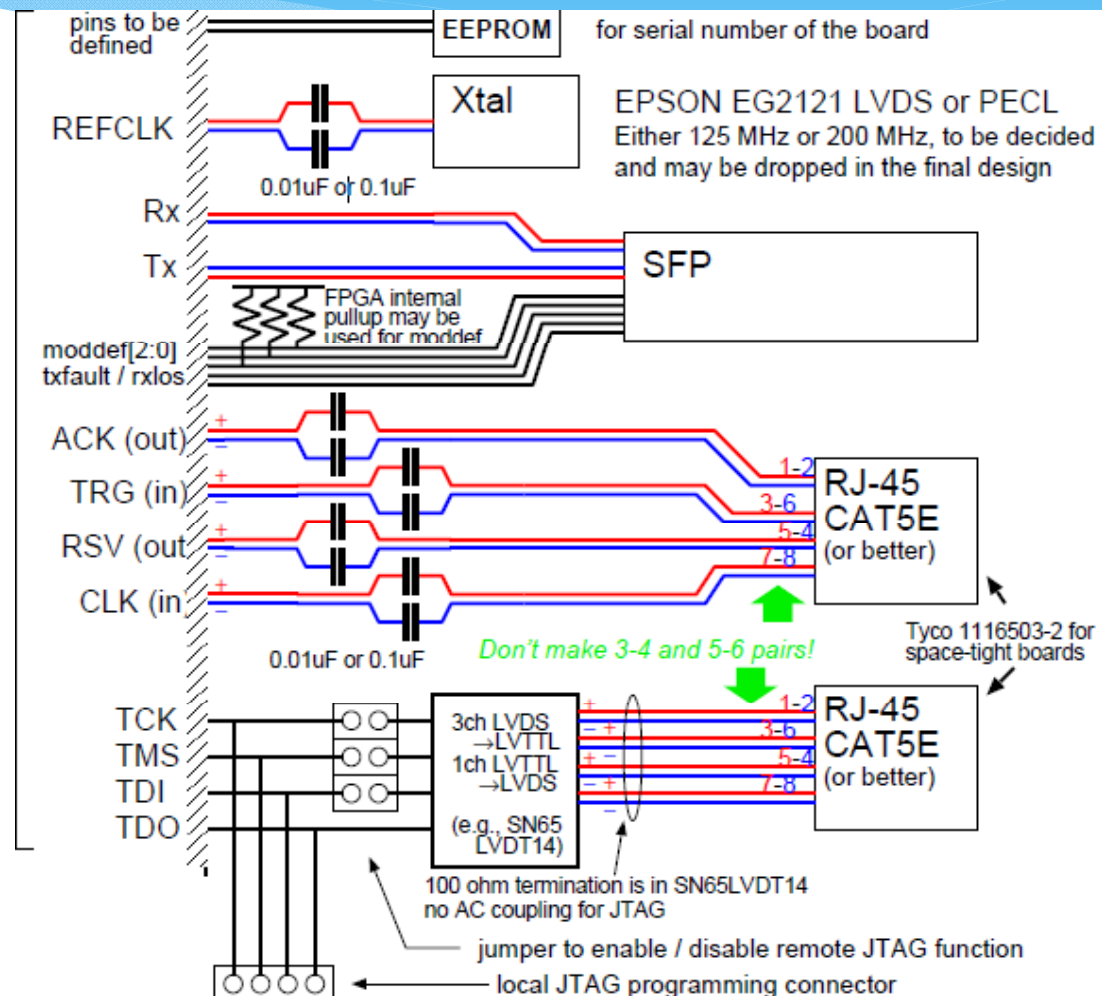 pins to be
defined
EEPROM
for serial number of the board
REFCLK
Xtal
EPSON EG2121 LVDS or PECL
Either 125 MHz or 200 MHz, to be decided
and may be dropped in the final design
0.01uF or 0.1uF
Rx
Tx
SFP
FPGA internal
pullup may be
used for moddef
moddef[2:0]
txfault / rxlos
ACK (out)
+
−
TRG (in)
+
−
RSV (out
+
−
CLK (in
+
−
1-2
3-6
5-4
7-8
RJ-45
CAT5E
(or better)
0.01uF or 0.1uF
Don't make 3-4 and 5-6 pairs!
Tyco 1116503-2 for
space-tight boards
TCK
TMS
TDI
TDO
3ch LVDS
→LVTTL
1ch LVTTL
→LVDS
(e.g., SN65
LVDT14)
+
− +
+ −
− +
−
1-2
3-6
5-4
7-8
RJ-45
CAT5E
(or better)
100 ohm termination is in SN65LVDT14
no AC coupling for JTAG
jumper to enable / disable remote JTAG function
local JTAG programming connector